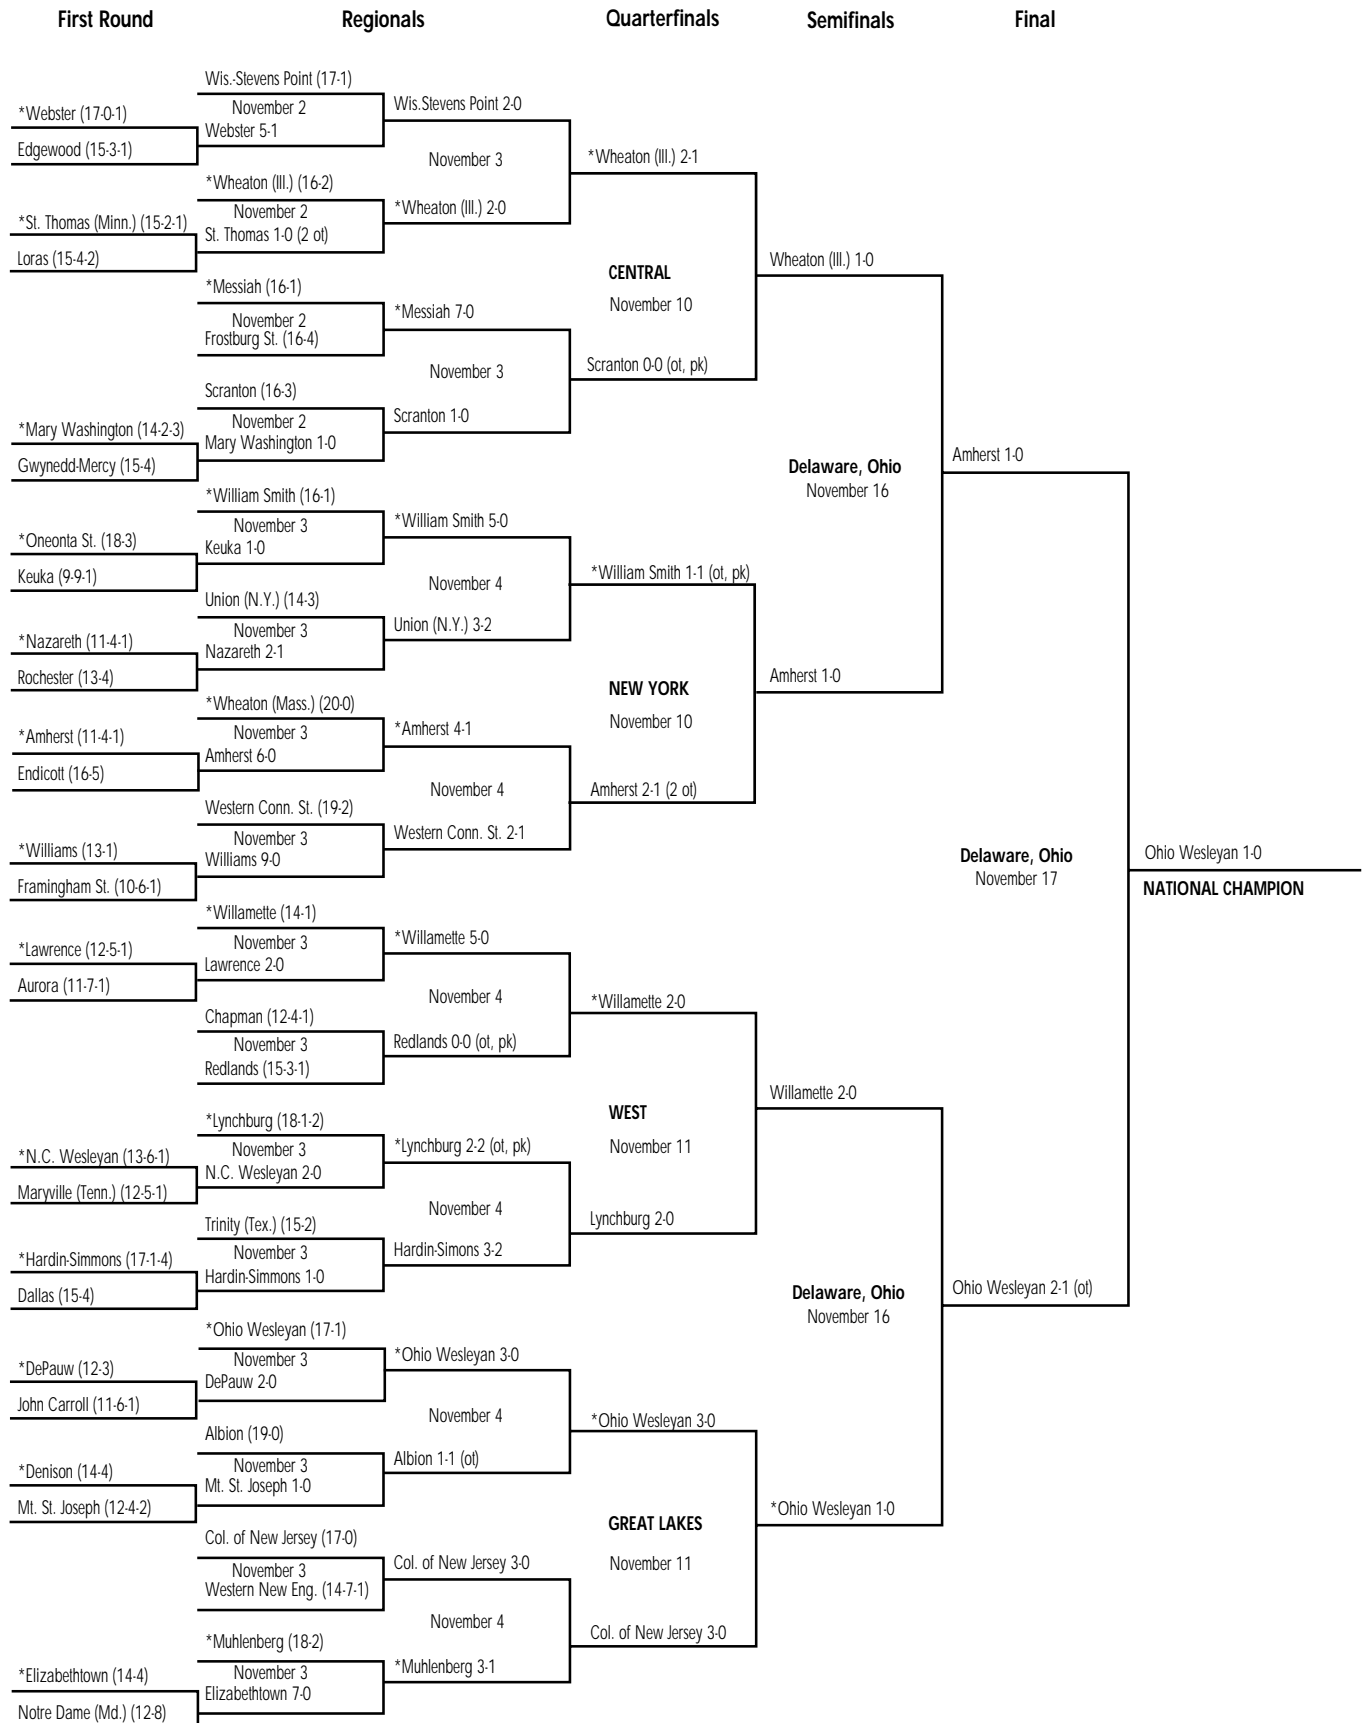 First Round
Regionals
Quarterfinals
Semifinals
Final
*Webster (17-0-1)
Edgewood (15-3-1)
*St. Thomas (Minn.) (15-2-1)
Loras (15-4-2)
*Mary Washington (14-2-3)
Gwynedd-Mercy (15-4)
*Oneonta St. (18-3)
Keuka (9-9-1)
*Nazareth (11-4-1)
Rochester (13-4)
*Amherst (11-4-1)
Endicott (16-5)
*Williams (13-1)
Framingham St. (10-6-1)
*Lawrence (12-5-1)
Aurora (11-7-1)
*N.C. Wesleyan (13-6-1)
Maryville (Tenn.) (12-5-1)
*Hardin-Simmons (17-1-4)
Dallas (15-4)
*DePauw (12-3)
John Carroll (11-6-1)
*Denison (14-4)
Mt. St. Joseph (12-4-2)
*Elizabethtown (14-4)
Notre Dame (Md.) (12-8)
Wis.-Stevens Point (17-1)
November 2
Webster 5-1
*Wheaton (Ill.) (16-2)
November 2
St. Thomas 1-0 (2 ot)
*Messiah (16-1)
November 2
Frostburg St. (16-4)
Scranton (16-3)
November 2
Mary Washington 1-0
*William Smith (16-1)
November 3
Keuka 1-0
Union (N.Y.) (14-3)
November 3
Nazareth 2-1
*Wheaton (Mass.) (20-0)
November 3
Amherst 6-0
Western Conn. St. (19-2)
November 3
Williams 9-0
*Willamette (14-1)
November 3
Lawrence 2-0
Chapman (12-4-1)
November 3
Redlands (15-3-1)
*Lynchburg (18-1-2)
November 3
N.C. Wesleyan 2-0
Trinity (Tex.) (15-2)
November 3
Hardin-Simmons 1-0
*Ohio Wesleyan (17-1)
November 3
DePauw 2-0
Albion (19-0)
November 3
Mt. St. Joseph 1-0
Col. of New Jersey (17-0)
November 3
Western New Eng. (14-7-1)
*Muhlenberg (18-2)
November 3
Elizabethtown 7-0
Wis.Stevens Point 2-0
November 3
*Wheaton (Ill.) 2-0
*Messiah 7-0
November 3
Scranton 1-0
*William Smith 5-0
November 4
Union (N.Y.) 3-2
*Amherst 4-1
November 4
Western Conn. St. 2-1
*Willamette 5-0
November 4
Redlands 0-0 (ot, pk)
*Lynchburg 2-2 (ot, pk)
November 4
Hardin-Simons 3-2
*Ohio Wesleyan 3-0
November 4
Albion 1-1 (ot)
Col. of New Jersey 3-0
November 4
*Muhlenberg 3-1
*Wheaton (Ill.) 2-1
CENTRAL
November 10
Scranton 0-0 (ot, pk)
*William Smith 1-1 (ot, pk)
NEW YORK
November 10
Amherst 2-1 (2 ot)
*Willamette 2-0
WEST
November 11
Lynchburg 2-0
*Ohio Wesleyan 3-0
GREAT LAKES
November 11
Col. of New Jersey 3-0
Wheaton (Ill.) 1-0
Delaware, Ohio
November 16
Amherst 1-0
Willamette 2-0
Delaware, Ohio
November 16
*Ohio Wesleyan 1-0
Amherst 1-0
Delaware, Ohio
November 17
Ohio Wesleyan 2-1 (ot)
Ohio Wesleyan 1-0
NATIONAL CHAMPION